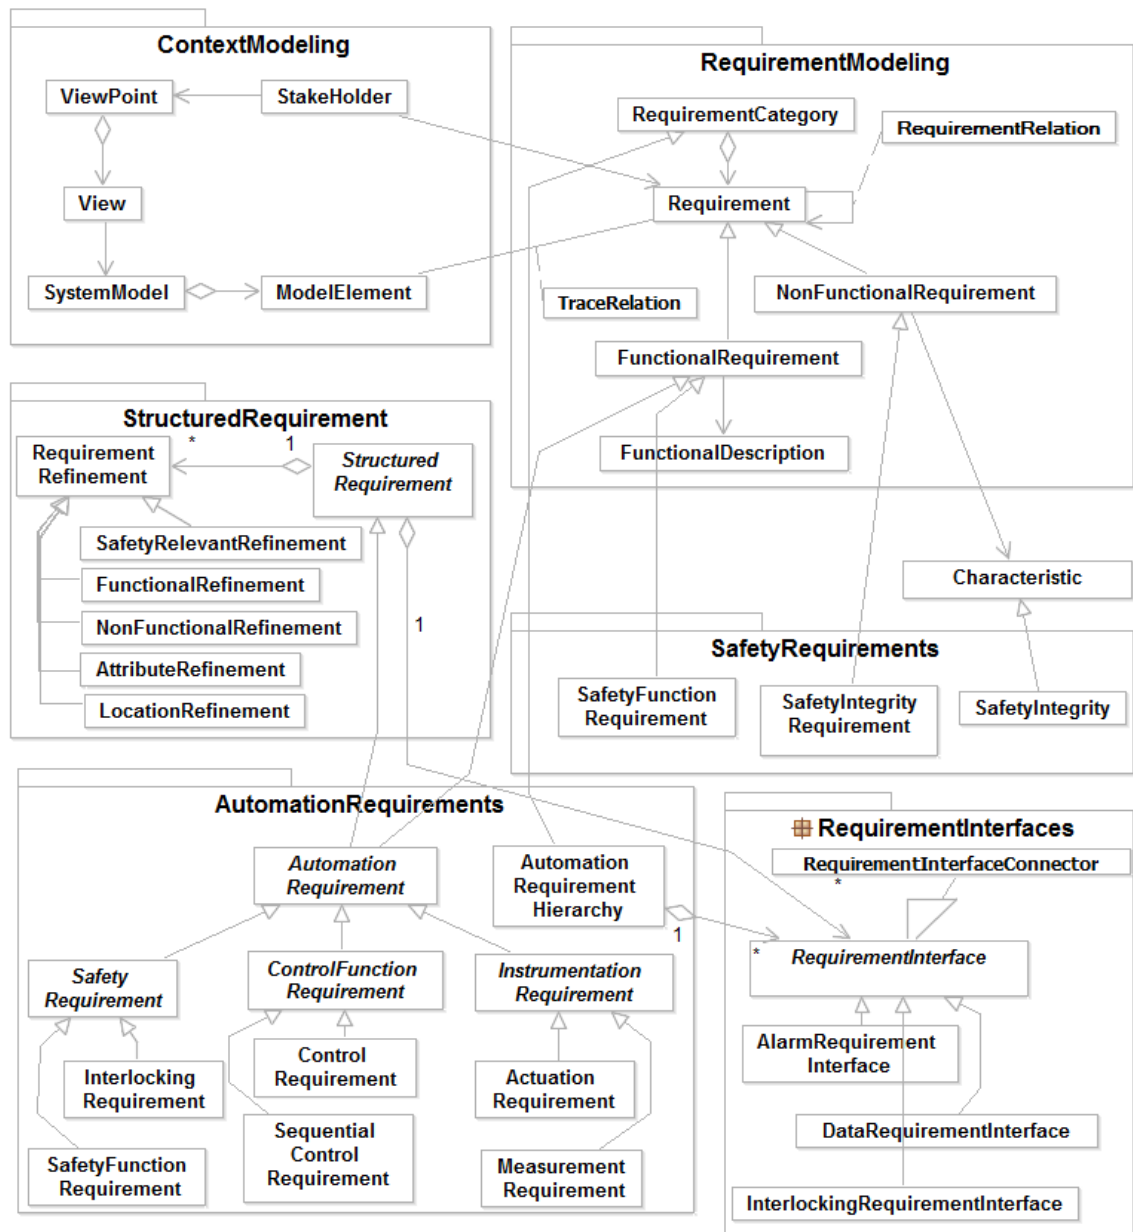 ContextModeling
ViewPoint
StakeHolder
View
SystemModel
ModelElement
RequirementModeling
RequirementCategory
RequirementRelation
Requirement
NonFunctionalRequirement
TraceRelation
FunctionalRequirement
FunctionalDescription
Characteristic
StructuredRequirement
Requirement
Refinement
*
1
Structured
Requirement
SafetyRelevantRefinement
FunctionalRefinement
NonFunctionalRefinement
AttributeRefinement
LocationRefinement
1
SafetyRequirements
SafetyFunction
Requirement
SafetyIntegrity
Requirement
SafetyIntegrity
AutomationRequirements
Automation
Requirement
Automation
Requirement
Hierarchy
1
Safety
Requirement
ControlFunction
Requirement
Instrumentation
Requirement
Interlocking
Requirement
Control
Requirement
Actuation
Requirement
SafetyFunction
Requirement
Sequential
Control
Requirement
Measurement
Requirement
RequirementInterfaces
RequirementInterfaceConnector
*
*
RequirementInterface
AlarmRequirement
Interface
DataRequirementInterface
InterlockingRequirementInterface